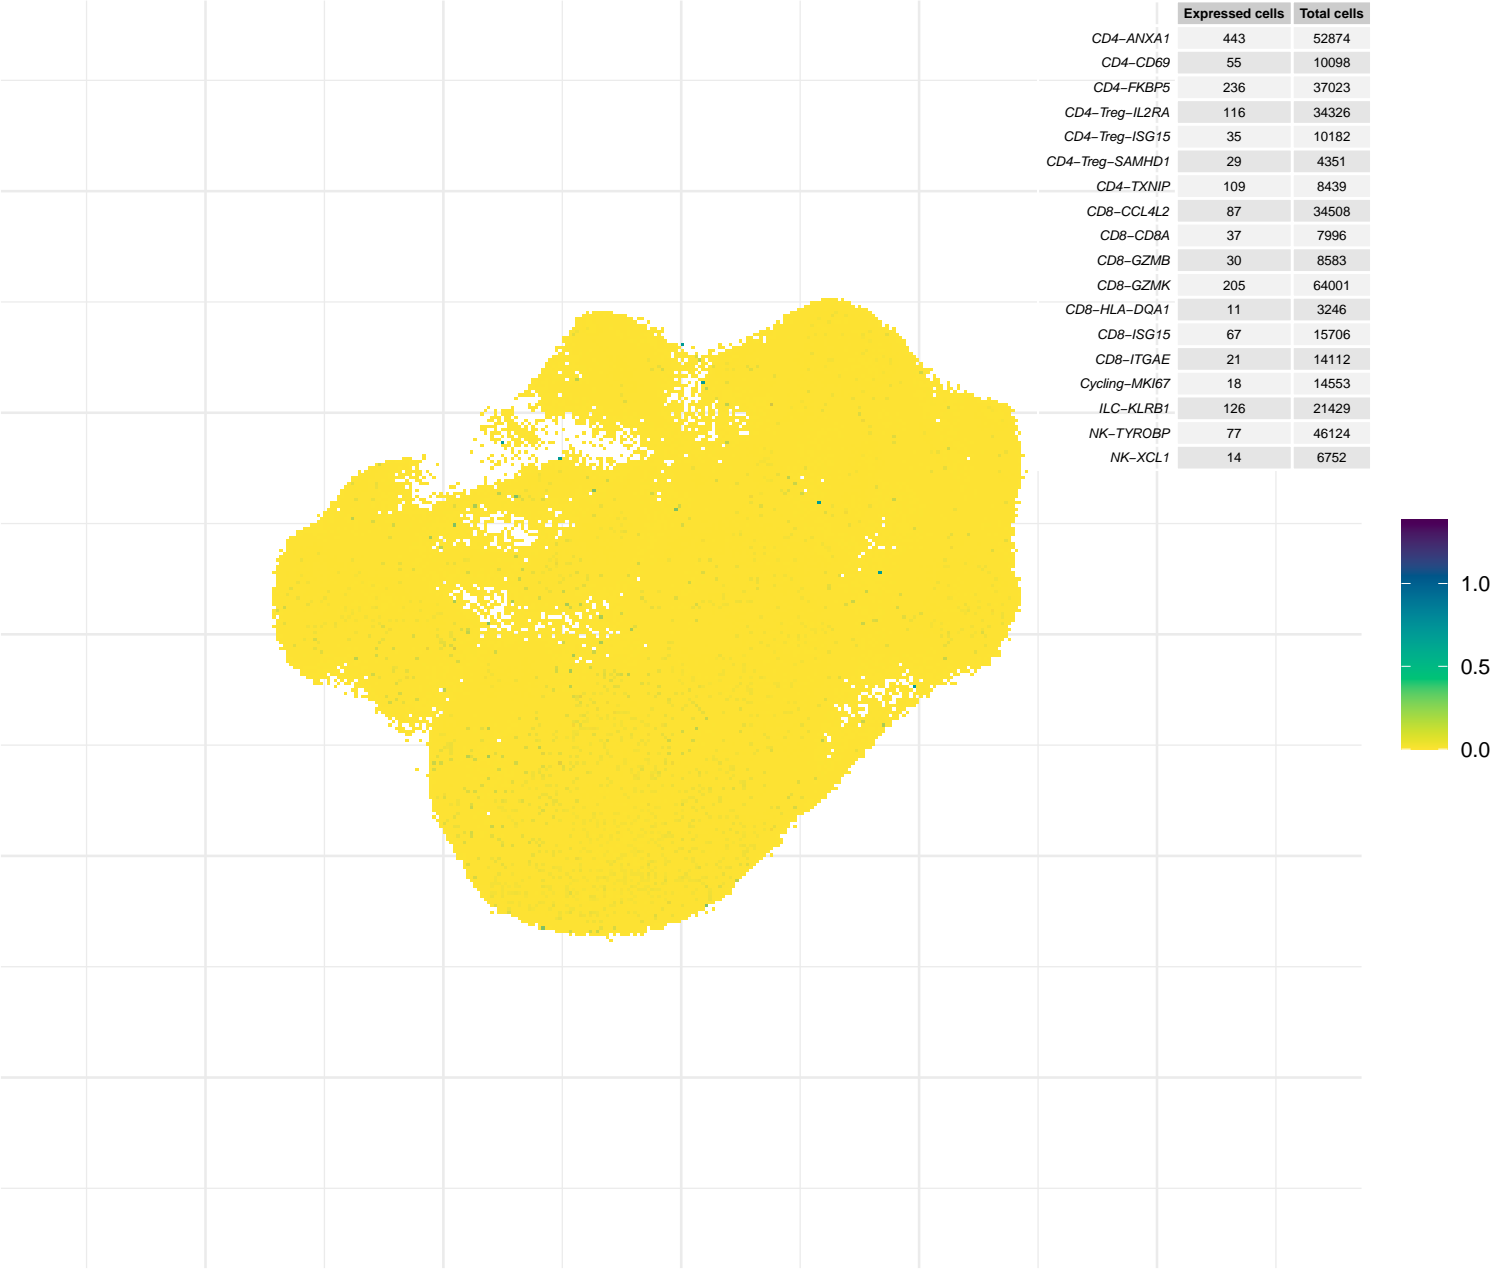 Expressed cells Total cells
CD4−ANXA1 443 52874
CD4−CD69 55 10098
CD4−FKBP5 236 37023
CD4−Treg−IL2RA 116 34326
CD4−Treg−ISG15 35 10182
CD4−Treg−SAMHD1 29 4351
CD4−TXNIP 109 8439
CD8−CCL4L2 87 34508
CD8−CD8A 37 7996
CD8−GZMB 30 8583
CD8−GZMK 205 64001
CD8−HLA−DQA1 11 3246
CD8−ISG15 67 15706
CD8−ITGAE 21 14112
Cycling−MKI67 18 14553
ILC−KLRB1 126 21429
NK−TYROBP 77 46124
NK−XCL1 14 6752
1.0
0.5
0.0